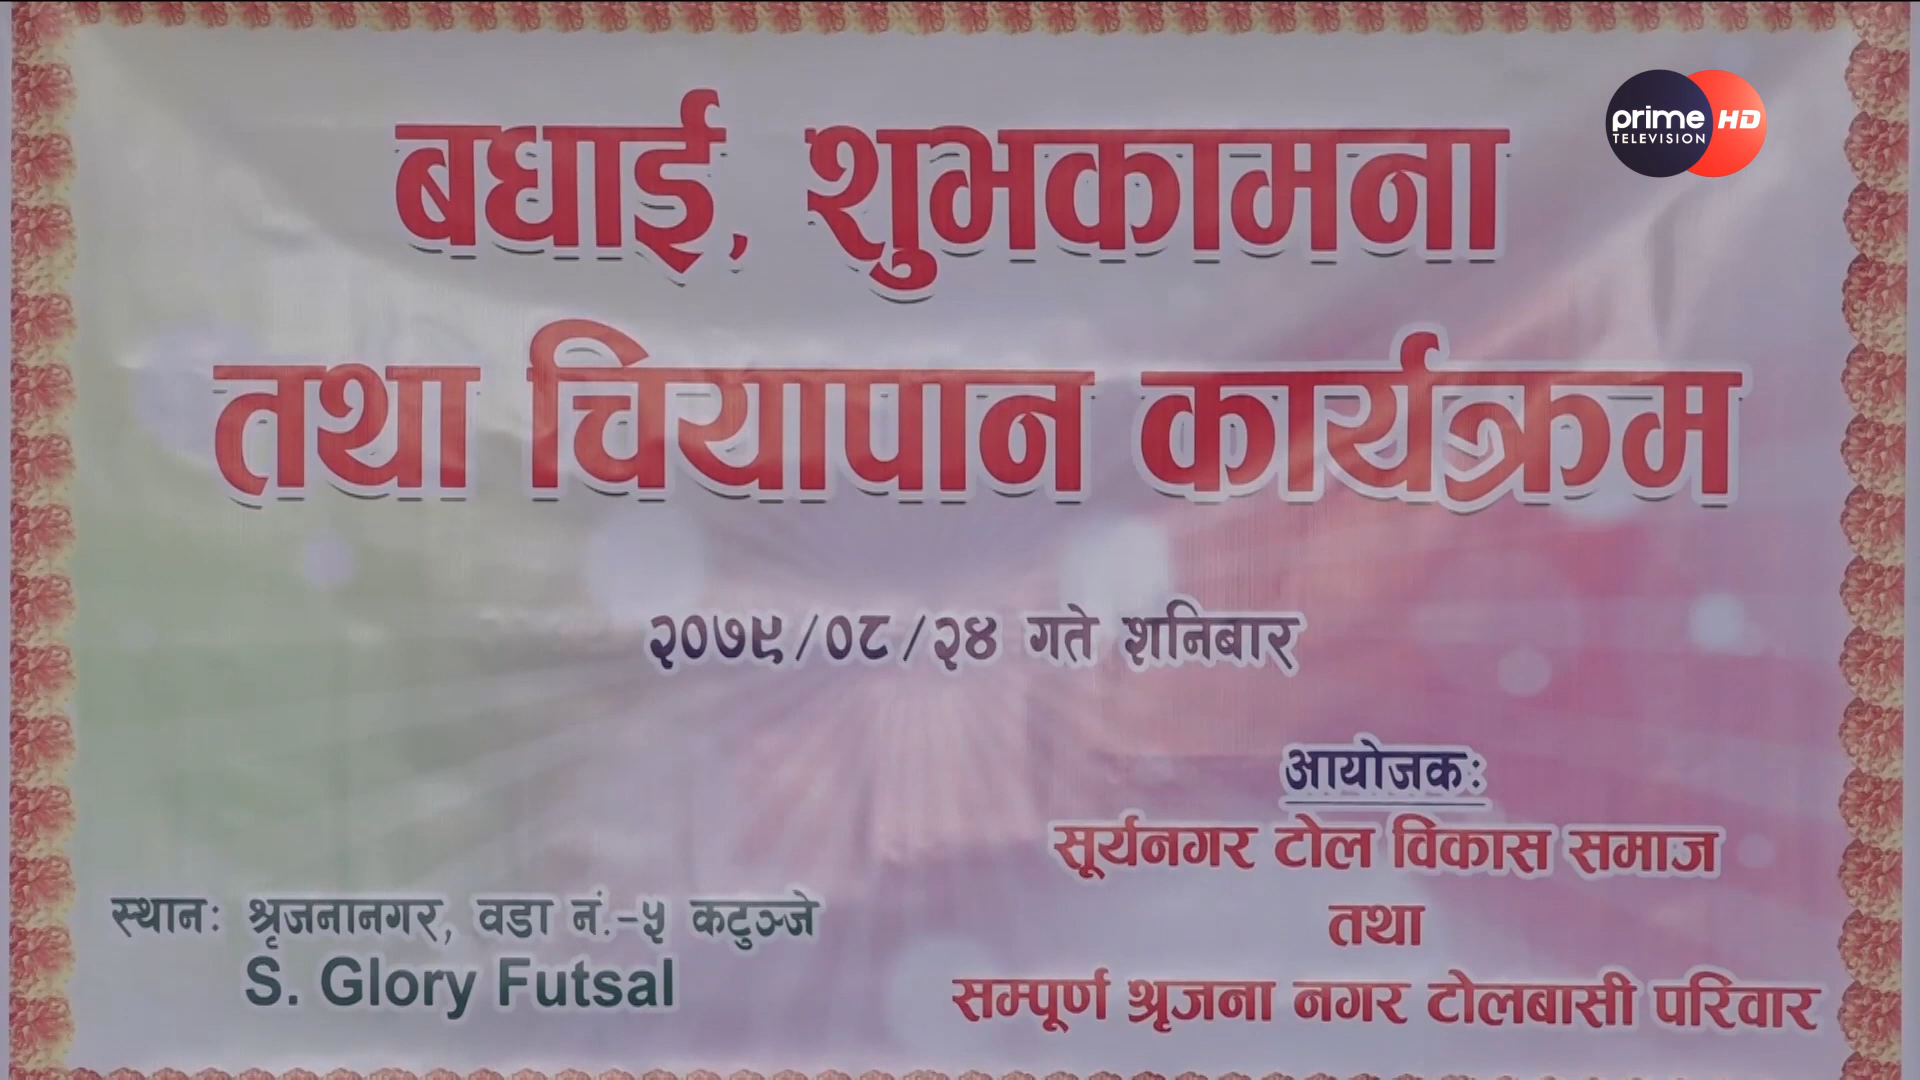 prime HD
TELEVISION
बधाई, शुभकामना
तथा चियापान कार्यक्रम
२०७९/०८/२४ गते शनिबार
आयोजकः
सूर्यनगर टोल विकास समाज
तथा
सम्पूर्ण श्रृजना नगर टोलबासी परिवार
स्थानः श्रृजनानगर, वडा नं.-५ कटुञ्जे
S. Glory Futsal